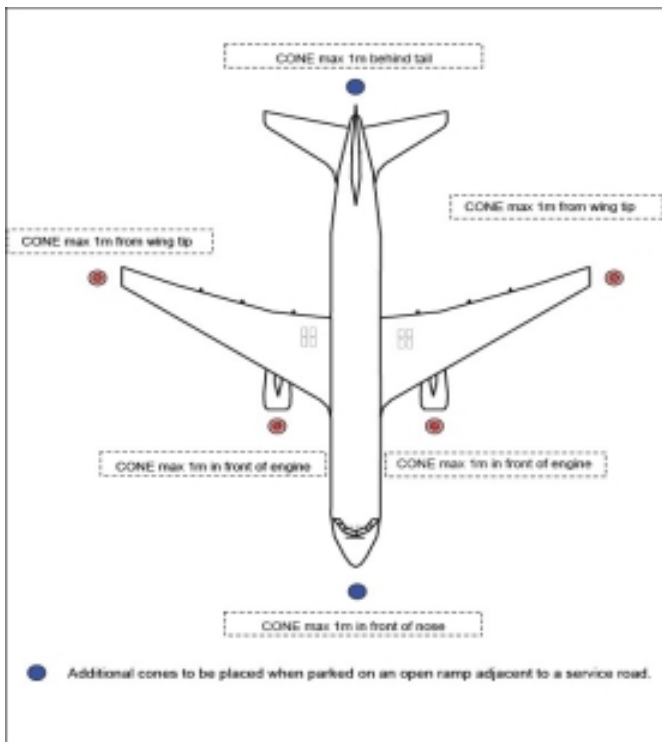 CONE max 1m behind tail
CONE max 1m from wing tip
CONE max 1m from wing tip
CONE max 1m in front of engine
CONE max 1m in front of engine
CONE max 1m in front of nose
Additional cones to be placed when parked on an open ramp adjacent to a service road.